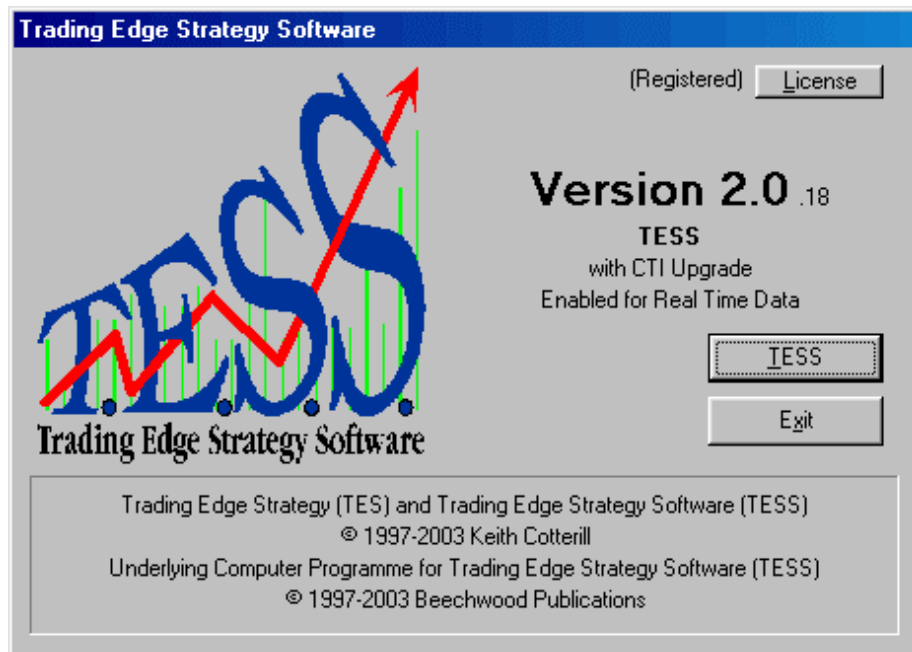 Trading Edge Strategy Software
(Registered) License
Version 2.0 .18
TESS
with CTI Upgrade
Enabled for Real Time Data
TESS
Exit
T.E.S.S.
Trading Edge Strategy Software
Trading Edge Strategy (TES) and Trading Edge Strategy Software (TESS)
© 1997-2003 Keith Cotterill
Underlying Computer Programme for Trading Edge Strategy Software (TESS)
© 1997-2003 Beechwood Publications